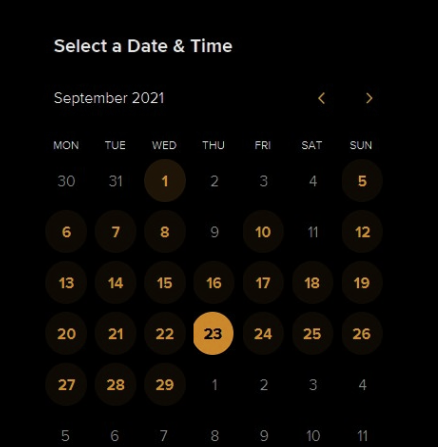 Select a Date & Time
September 2021
MON TUE WED THU FRI SAT SUN
30 31 1 2 3 4 5
6 7 8 9 10 11 12
13 14 15 16 17 18 19
20 21 22 23 24 25 26
27 28 29 1 2 3 4
5 6 7 8 9 10 11